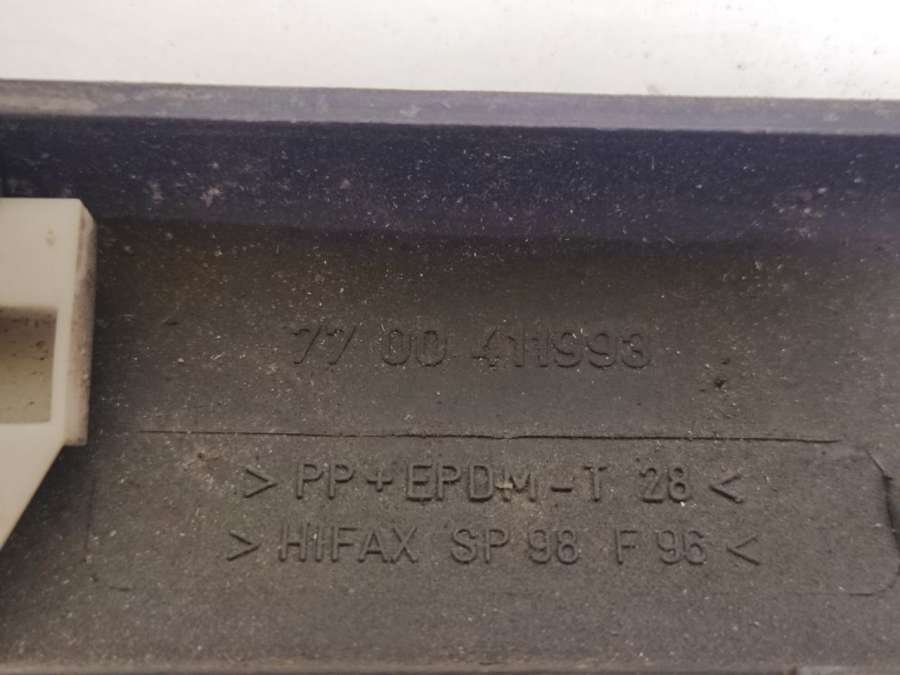 77 00 411993
> PP + EPDM - T 28 <
> HIFAX SP 98 F 96 <